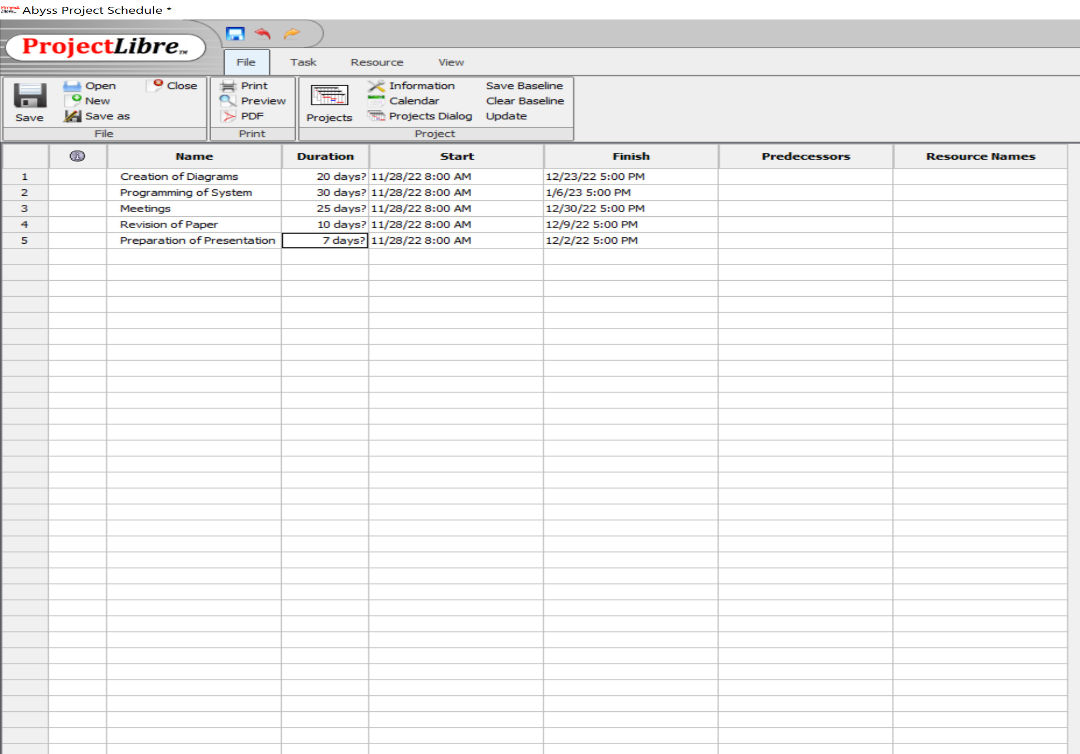 Abyss Project Schedule *
ProjectLibre™
File Task Resource View
Open Close Print Information Save Baseline
New Preview Calendar Clear Baseline
Save Save as PDF Projects Projects Dialog Update
File Print Project
Name Duration Start Finish Predecessors Resource Names
1 Creation of Diagrams 20 days? 11/28/22 8:00 AM 12/23/22 5:00 PM
2 Programming of System 30 days? 11/28/22 8:00 AM 1/6/23 5:00 PM
3 Meetings 25 days? 11/28/22 8:00 AM 12/30/22 5:00 PM
4 Revision of Paper 10 days? 11/28/22 8:00 AM 12/9/22 5:00 PM
5 Preparation of Presentation 7 days? 11/28/22 8:00 AM 12/2/22 5:00 PM